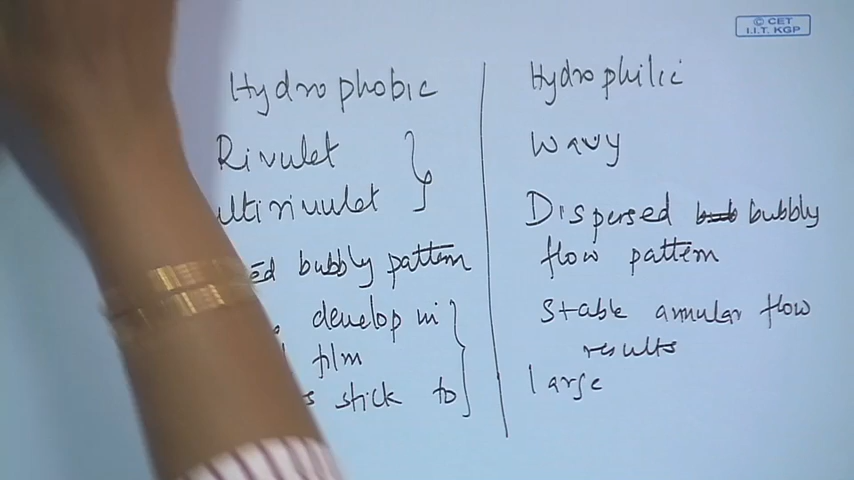 © CET
I.I.T. KGP
Hydrophobic
Rivulet
ultirivulet
ed bubbly pattern
develop in
film
s stick to
Hydrophilic
Wavy
Dispersed bubbly
flow pattern
Stable annular flow
results
large